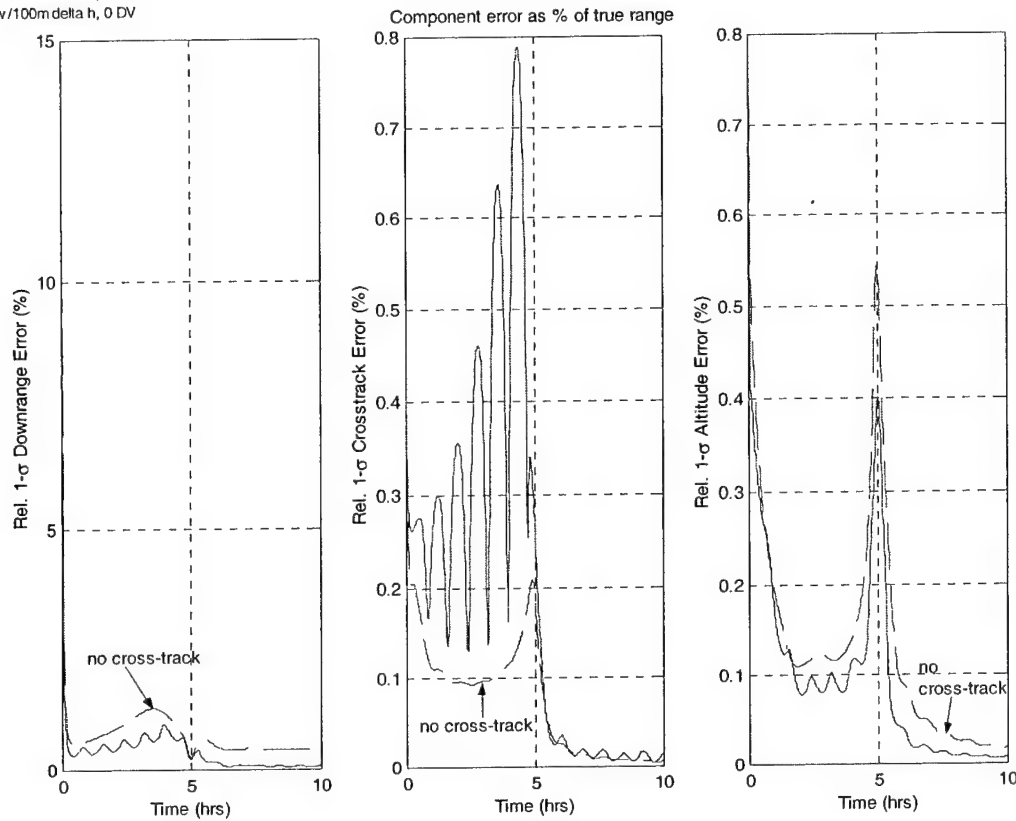 w/100m delta h, 0 DV
Component error as % of true range
15
10
5
0
Rel. 1-σ Downrange Error (%)
no cross-track
0 5 10
Time (hrs)
0.8
0.7
0.6
0.5
0.4
0.3
0.2
0.1
0
Rel. 1-σ Crosstrack Error (%)
no cross-track
0 5 10
Time (hrs)
0.8
0.7
0.6
0.5
0.4
0.3
0.2
0.1
0
Rel. 1-σ Altitude Error (%)
no
cross-track
0 5 10
Time (hrs)